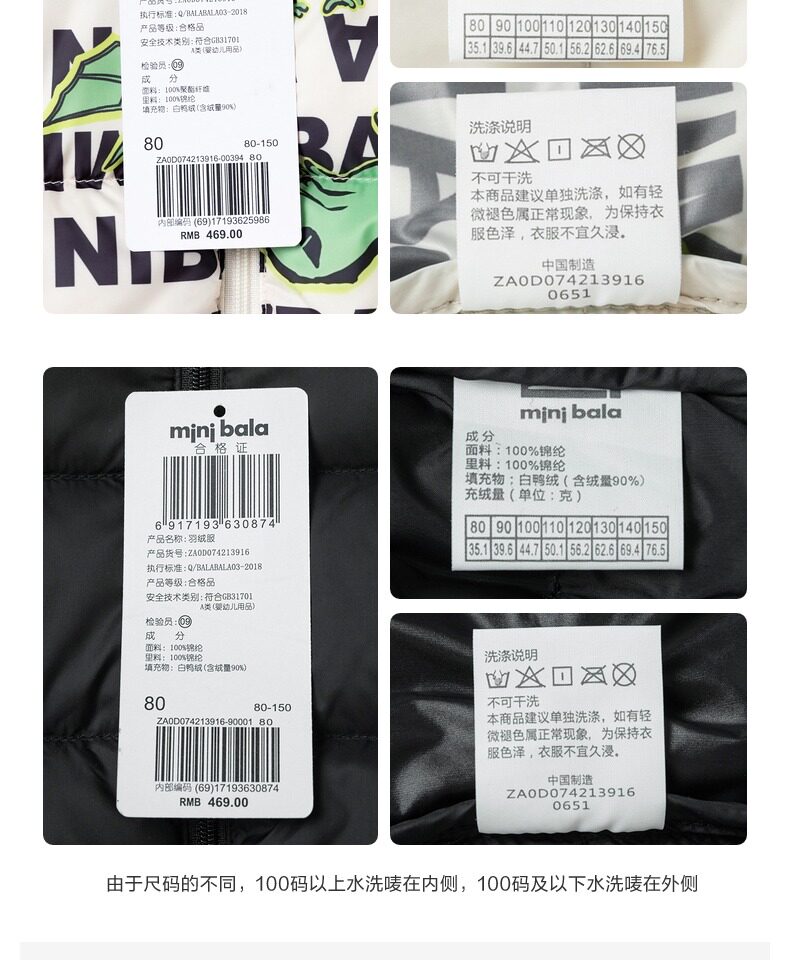 执行标准: Q/BALABALA03-2018
产品等级: 合格品
安全技术类别: 符合GB31701
A类(婴幼儿用品)
检验员: 09
成 分
面料: 100%聚酯纤维
里料: 100%锦纶
填充物: 白鸭绒(含绒量90%)
80 80-150
ZA0D074213916-00394 80
内部编码 (69)17193625986
RMB 469.00
NIB
80 90 100 110 120 130 140 150
35.1 39.6 44.7 50.1 56.2 62.6 69.4 76.5
洗涤说明
不可干洗
本商品建议单独洗涤，如有轻
微褪色属正常现象，为保持衣
服色泽，衣服不宜久浸。
中国制造
ZA0D074213916
0651
mini bala
合格证
6 917193 630874
产品名称: 羽绒服
产品货号: ZA0D074213916
执行标准: Q/BALABALA03-2018
产品等级: 合格品
安全技术类别: 符合GB31701
A类(婴幼儿用品)
检验员: 09
成 分
面料: 100%锦纶
里料: 100%锦纶
填充物: 白鸭绒(含绒量90%)
80 80-150
ZA0D074213916-90001 80
内部编码 (69)17193630874
RMB 469.00
mini bala
成分
面料：100%锦纶
里料：100%锦纶
填充物：白鸭绒（含绒量90%）
充绒量（单位：克）
80 90 100 110 120 130 140 150
35.1 39.6 44.7 50.1 56.2 62.6 69.4 76.5
洗涤说明
不可干洗
本商品建议单独洗涤，如有轻
微褪色属正常现象，为保持衣
服色泽，衣服不宜久浸。
中国制造
ZA0D074213916
0651
由于尺码的不同，100码以上水洗唛在内侧，100码及以下水洗唛在外侧